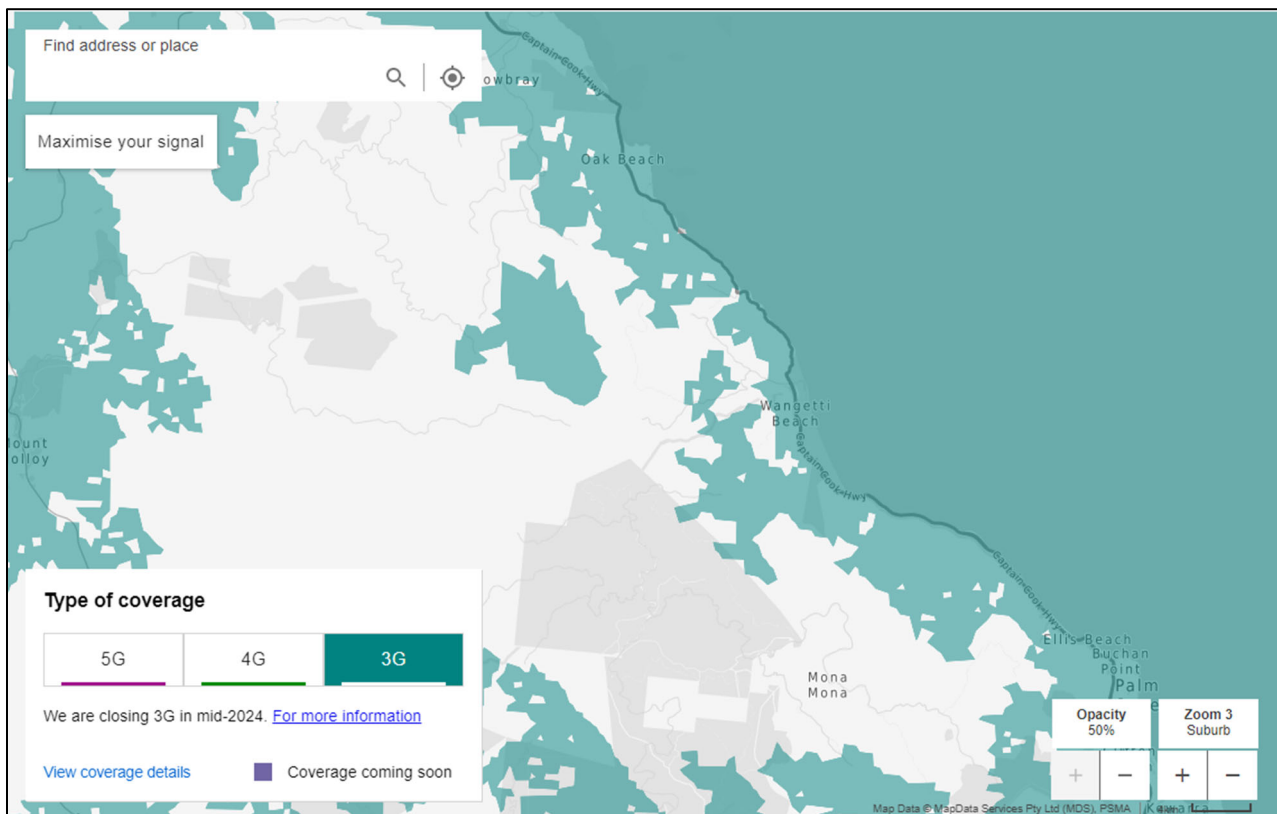 Find address or place
Maximise your signal
Captain-Cook-Hwy
owbray
Oak Beach
Wangetti
Beach
Captain-Cook-Hwy
ount
olloy
Captain-Cook-Hwy
Ellis Beach
Buchan
Point
Palm
Mona
Mona
Type of coverage
5G
4G
3G
We are closing 3G in mid-2024. For more information
View coverage details
Coverage coming soon
Opacity
50%
+
−
Zoom 3
Suburb
+
−
Map Data © MapData Services Pty Ltd (MDS), PSMA